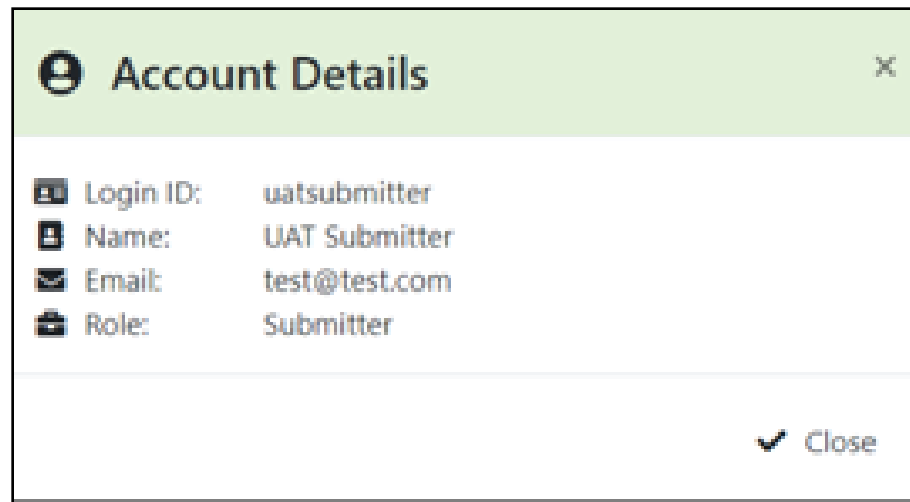 Account Details
Login ID: uatsubmitter
Name: UAT Submitter
Email: test@test.com
Role: Submitter
Close